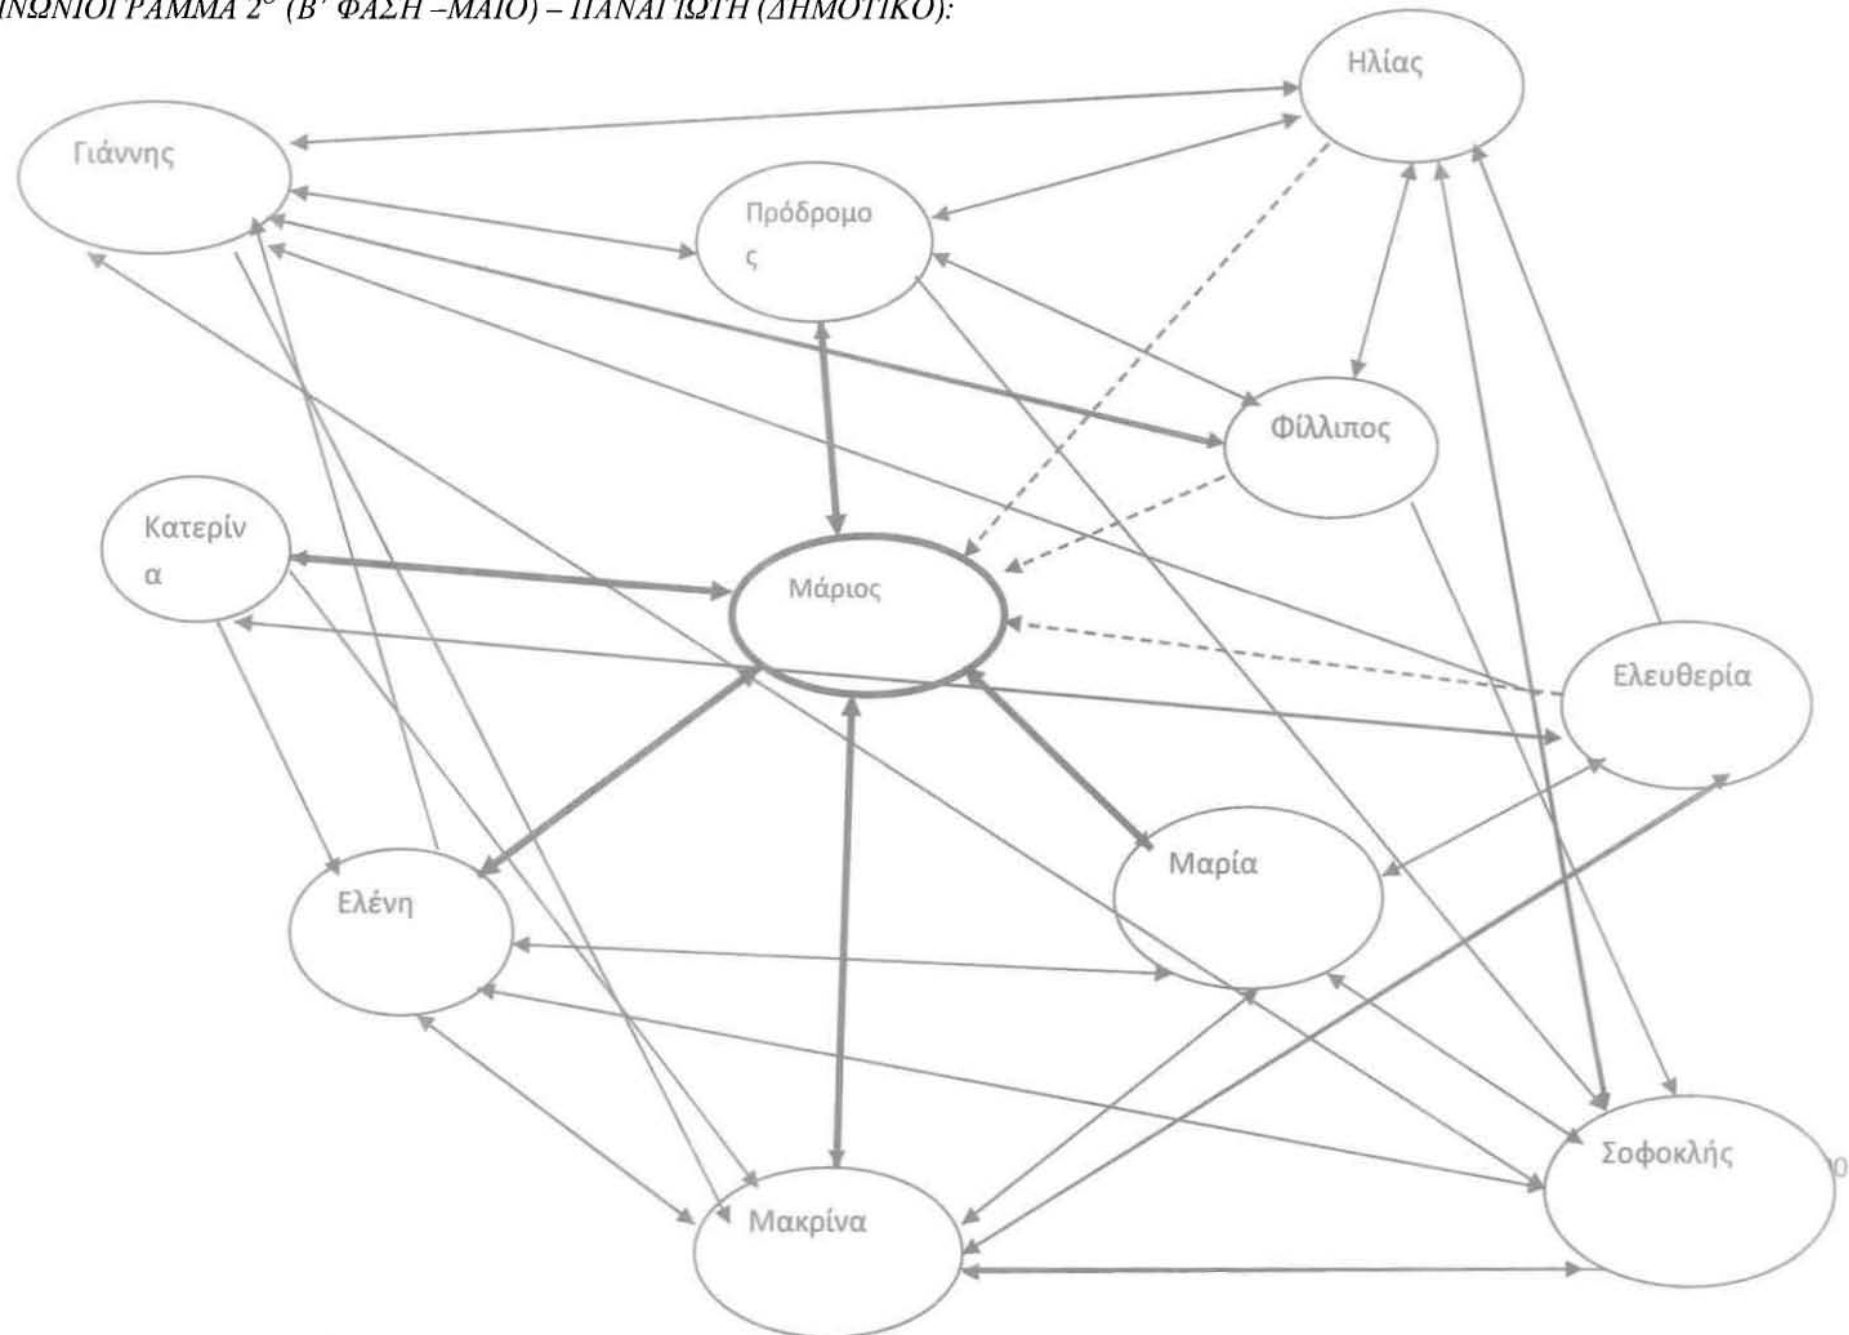 ΙΝΩΝΙΟΓΡΑΜΜΑ 2ο (Β' ΦΑΣΗ –ΜΑΙΟ) – ΠΑΝΑΓΙΩΤΗ (ΔΗΜΟΤΙΚΟ):
Ηλίας
Γιάννης
Πρόδρομο
ς
Φίλλιπος
Κατερίν
α
Μάριος
Ελευθερία
Μαρία
Ελένη
Σοφοκλής
Μακρίνα